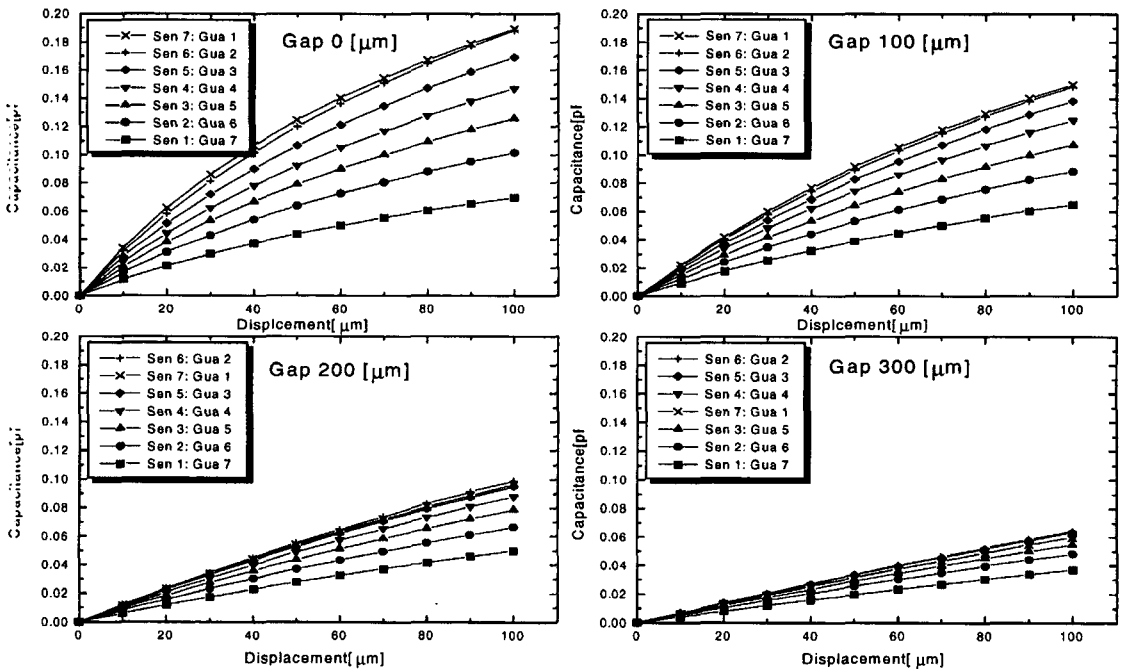 Gap 0 [μm]
Sen 7: Gua 1
Sen 6: Gua 2
Sen 5: Gua 3
Sen 4: Gua 4
Sen 3: Gua 5
Sen 2: Gua 6
Sen 1: Gua 7
Capacitance[pf
0.20
0.18
0.16
0.14
0.12
0.10
0.08
0.06
0.04
0.02
0.00
0 20 40 60 80 100
Displcement[ μm]
Gap 100 [μm]
Sen 7: Gua 1
Sen 6: Gua 2
Sen 5: Gua 3
Sen 4: Gua 4
Sen 3: Gua 5
Sen 2: Gua 6
Sen 1: Gua 7
Capacitance[pf
0.20
0.18
0.16
0.14
0.12
0.10
0.08
0.06
0.04
0.02
0.00
0 20 40 60 80 100
Displcement[ μm]
Gap 200 [μm]
Sen 6: Gua 2
Sen 7: Gua 1
Sen 5: Gua 3
Sen 4: Gua 4
Sen 3: Gua 5
Sen 2: Gua 6
Sen 1: Gua 7
Capacitance[pf
0.20
0.18
0.16
0.14
0.12
0.10
0.08
0.06
0.04
0.02
0.00
0 20 40 60 80 100
Displacement[ μm]
Gap 300 [μm]
Sen 6: Gua 2
Sen 5: Gua 3
Sen 4: Gua 4
Sen 7: Gua 1
Sen 3: Gua 5
Sen 2: Gua 6
Sen 1: Gua 7
Capacitance[pf
0.20
0.18
0.16
0.14
0.12
0.10
0.08
0.06
0.04
0.02
0.00
0 20 40 60 80 100
Displacement[ μm]